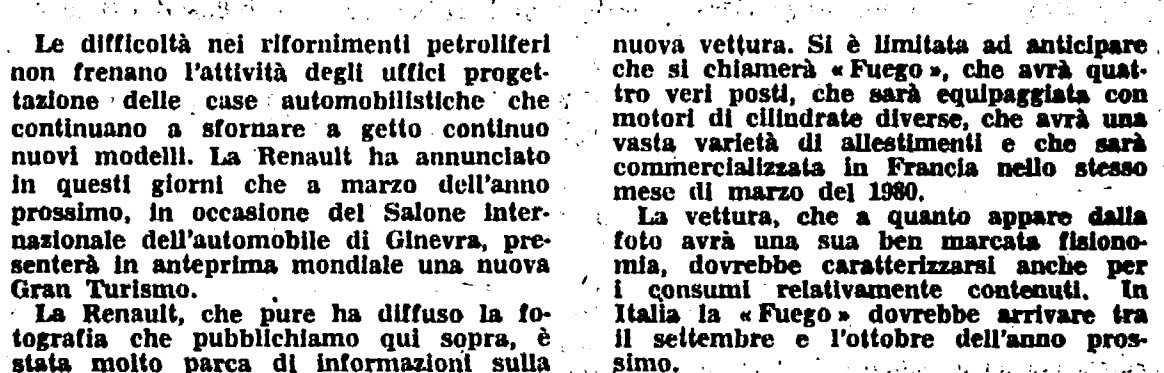 Le difficoltà nei rifornimenti petroliferi
non frenano l'attività degli uffici proget-
tazione delle case automobilistiche che
continuano a sfornare a getto continuo
nuovi modelli. La Renault ha annunciato
in questi giorni che a marzo dell'anno
prossimo, in occasione del Salone inter-
nazionale dell'automobile di Ginevra, pre-
senterà in anteprima mondiale una nuova
Gran Turismo.
La Renault, che pure ha diffuso la fo-
tografia che pubblichiamo qui sopra, è
stata molto parca di informazioni sulla
nuova vettura. Si è limitata ad anticipare
che si chiamerà « Fuego », che avrà quat-
tro veri posti, che sarà equipaggiata con
motori di cilindrate diverse, che avrà una
vasta varietà di allestimenti e che sarà
commercializzata in Francia nello stesso
mese di marzo del 1980.
La vettura, che a quanto appare dalla
foto avrà una sua ben marcata fisiono-
mia, dovrebbe caratterizzarsi anche per
i consumi relativamente contenuti. In
Italia la « Fuego » dovrebbe arrivare tra
il settembre e l'ottobre dell'anno pros-
simo.